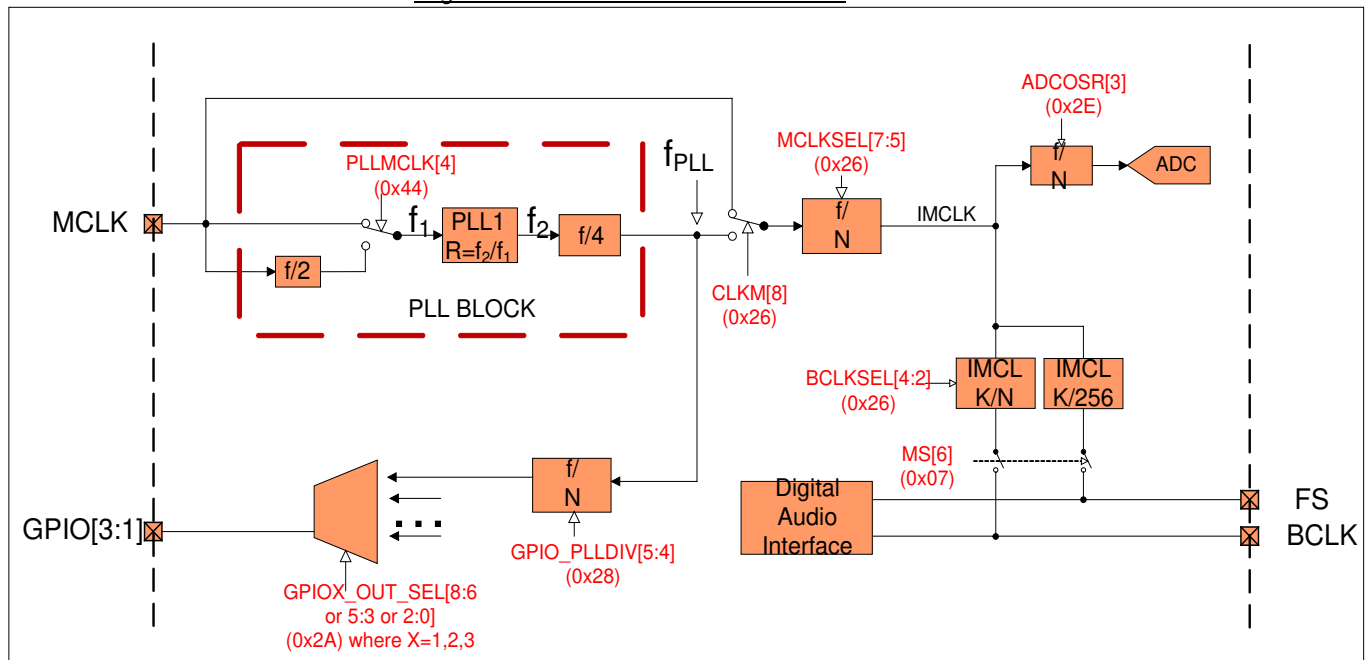 ADCOSR[3]
(0x2E)
MCLKSEL[7:5]
(0x26)
f/
N
ADC
PLLMCLK[4]
(0x44)
fPLL
MCLK
f1
PLL1
R=f2/f1
f2
f/4
f/
N
IMCLK
f/2
PLL BLOCK
CLKM[8]
(0x26)
BCLKSEL[4:2]
(0x26)
IMCL
K/N
IMCL
K/256
MS[6]
(0x07)
f/
N
Digital
Audio
Interface
FS
BCLK
GPIO[3:1]
GPIO_PLLDIV[5:4]
(0x28)
GPIOX_OUT_SEL[8:6
or 5:3 or 2:0]
(0x2A) where X=1,2,3